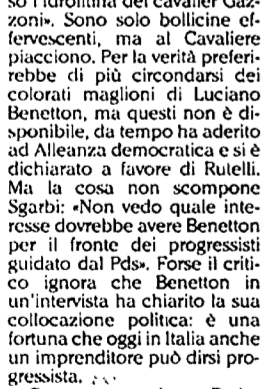 so l'Idrolitina del cavalier Gaz-
zoni». Sono solo bollicine ef-
fervescenti, ma al Cavaliere
piacciono. Per la verità preferi-
rebbe di più circondarsi dei
colorati maglioni di Luciano
Benetton, ma questi non è di-
sponibile, da tempo ha aderito
ad Alleanza democratica e si è
dichiarato a favore di Rutelli.
Ma la cosa non scompone
Sgarbi: «Non vedo quale inte-
resse dovrebbe avere Benetton
per il fronte dei progressisti
guidato dal Pds». Forse il criti-
co ignora che Benetton in
un'intervista ha chiarito la sua
collocazione politica: è una
fortuna che oggi in Italia anche
un imprenditore può dirsi pro-
gressista.